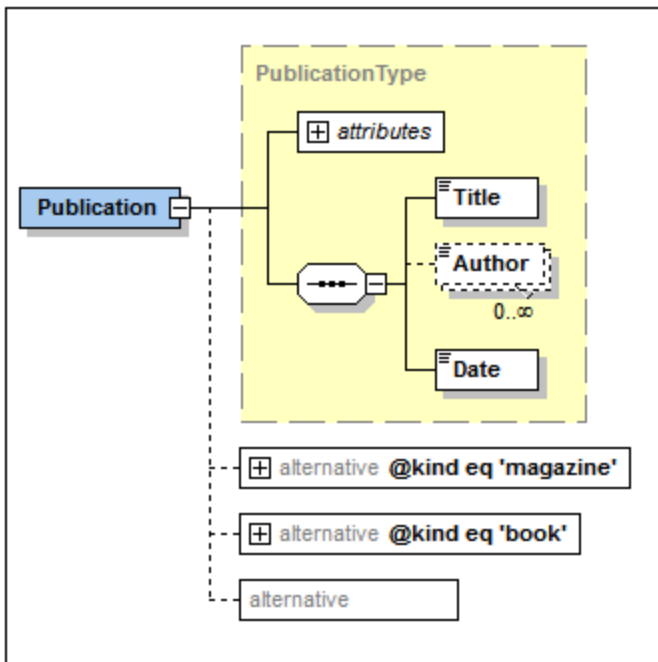 PublicationType
attributes
Publication
Title
Author
0..∞
Date
alternative @kind eq 'magazine'
alternative @kind eq 'book'
alternative